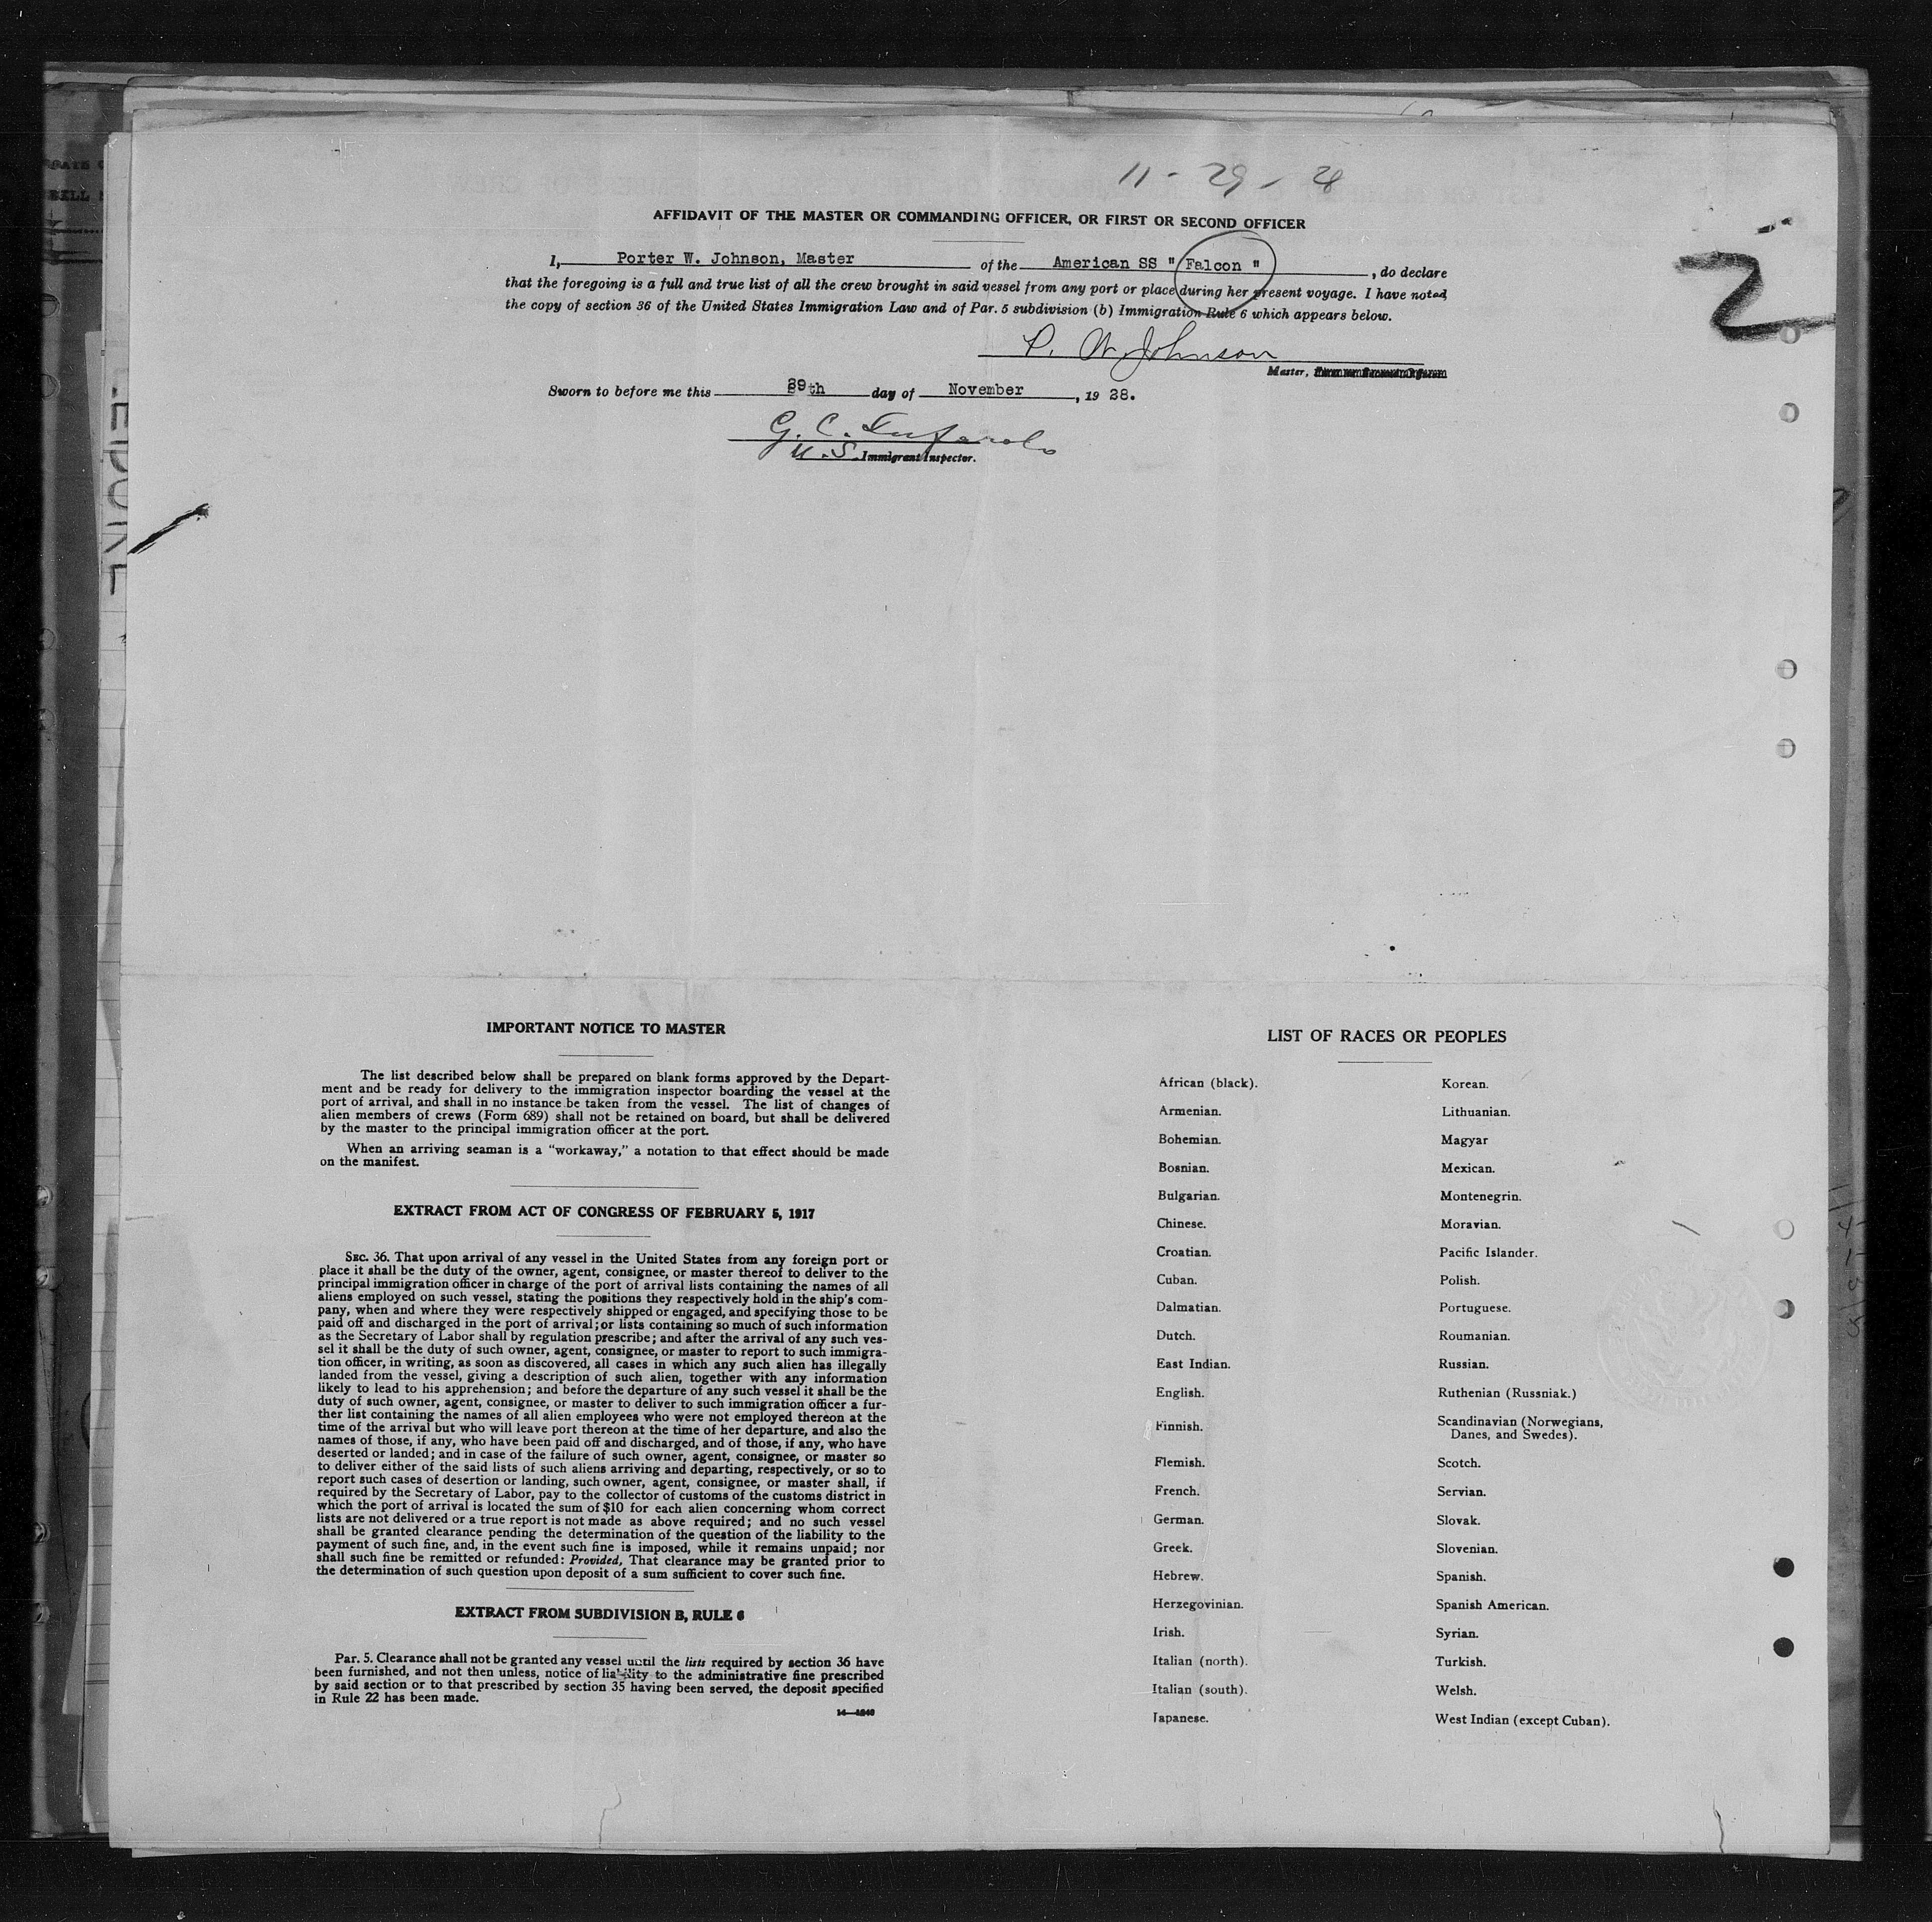 11 - 29 - 28
AFFIDAVIT OF THE MASTER OR COMMANDING OFFICER, OR FIRST OR SECOND OFFICER
I, Porter W. Johnson, Master of the American SS " Falcon " , do declare
that the foregoing is a full and true list of all the crew brought in said vessel from any port or place during her present voyage. I have noted
the copy of section 36 of the United States Immigration Law and of Par. 5 subdivision (b) Immigration Rule 6 which appears below.
P. W. Johnson
Master,
Sworn to before me this 29th day of November , 19 28.
G. C.
U.S. Immigrant Inspector.
2
IMPORTANT NOTICE TO MASTER
The list described below shall be prepared on blank forms approved by the Depart-
ment and be ready for delivery to the immigration inspector boarding the vessel at the
port of arrival, and shall in no instance be taken from the vessel. The list of changes of
alien members of crews (Form 689) shall not be retained on board, but shall be delivered
by the master to the principal immigration officer at the port.
When an arriving seaman is a "workaway," a notation to that effect should be made
on the manifest.
EXTRACT FROM ACT OF CONGRESS OF FEBRUARY 5, 1917
SEC. 36. That upon arrival of any vessel in the United States from any foreign port or
place it shall be the duty of the owner, agent, consignee, or master thereof to deliver to the
principal immigration officer in charge of the port of arrival lists containing the names of all
aliens employed on such vessel, stating the positions they respectively hold in the ship's com-
pany, when and where they were respectively shipped or engaged, and specifying those to be
paid off and discharged in the port of arrival; or lists containing so much of such information
as the Secretary of Labor shall by regulation prescribe; and after the arrival of any such ves-
sel it shall be the duty of such owner, agent, consignee, or master to report to such immigra-
tion officer, in writing, as soon as discovered, all cases in which any such alien has illegally
landed from the vessel, giving a description of such alien, together with any information
likely to lead to his apprehension; and before the departure of any such vessel it shall be the
duty of such owner, agent, consignee, or master to deliver to such immigration officer a fur-
ther list containing the names of all alien employees who were not employed thereon at the
time of the arrival but who will leave port thereon at the time of her departure, and also the
names of those, if any, who have been paid off and discharged, and of those, if any, who have
deserted or landed; and in case of the failure of such owner, agent, consignee, or master so
to deliver either of the said lists of such aliens arriving and departing, respectively, or so to
report such cases of desertion or landing, such owner, agent, consignee, or master shall, if
required by the Secretary of Labor, pay to the collector of customs of the customs district in
which the port of arrival is located the sum of $10 for each alien concerning whom correct
lists are not delivered or a true report is not made as above required; and no such vessel
shall be granted clearance pending the determination of the question of the liability to the
payment of such fine, and, in the event such fine is imposed, while it remains unpaid; nor
shall such fine be remitted or refunded: Provided, That clearance may be granted prior to
the determination of such question upon deposit of a sum sufficient to cover such fine.
EXTRACT FROM SUBDIVISION B, RULE 6
Par. 5. Clearance shall not be granted any vessel until the lists required by section 36 have
been furnished, and not then unless, notice of liability to the administrative fine prescribed
by said section or to that prescribed by section 35 having been served, the deposit specified
in Rule 22 has been made.
LIST OF RACES OR PEOPLES
African (black).
Armenian.
Bohemian.
Bosnian.
Bulgarian.
Chinese.
Croatian.
Cuban.
Dalmatian.
Dutch.
East Indian.
English.
Finnish.
Flemish.
French.
German.
Greek.
Hebrew.
Herzegovinian.
Irish.
Italian (north).
Italian (south).
Japanese.
Korean.
Lithuanian.
Magyar
Mexican.
Montenegrin.
Moravian.
Pacific Islander.
Polish.
Portuguese.
Roumanian.
Russian.
Ruthenian (Russniak.)
Scandinavian (Norwegians,
Danes, and Swedes).
Scotch.
Servian.
Slovak.
Slovenian.
Spanish.
Spanish American.
Syrian.
Turkish.
Welsh.
West Indian (except Cuban).